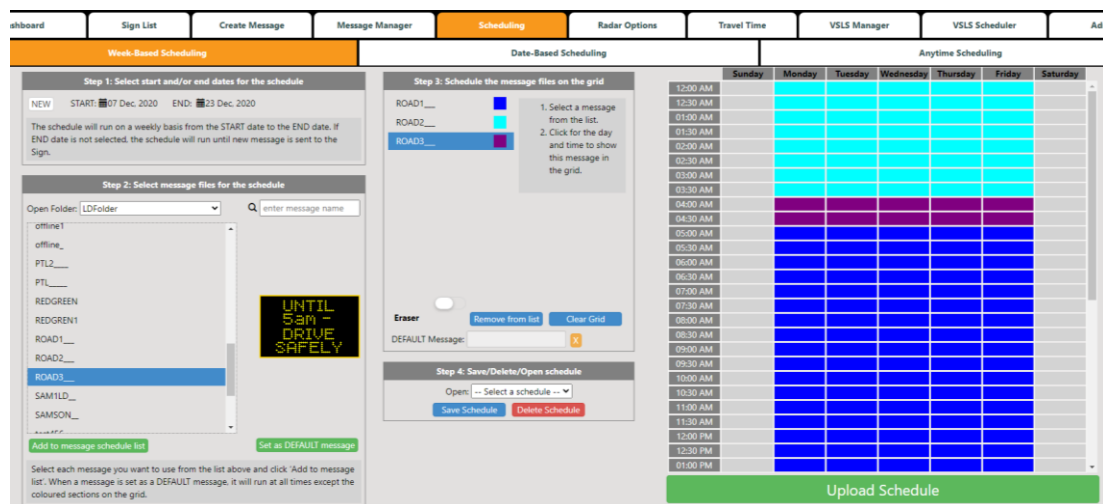 shboard Sign List Create Message Message Manager Scheduling Radar Options Travel Time VSLS Manager VSLS Scheduler Ad
Week-Based Scheduling Date-Based Scheduling Anytime Scheduling
Step 1: Select start and/or end dates for the schedule
NEW START: 07 Dec, 2020 END: 23 Dec, 2020
The schedule will run on a weekly basis from the START date to the END date. If
END date is not selected, the schedule will run until new message is sent to the
Sign.
Step 2: Select message files for the schedule
Open Folder: LDFolder enter message name
offline1
offline_
PTL2____
PTL_____
REDGREEN
REDGREN1
ROAD1___
ROAD2___
ROAD3___
SAM1LD__
SAMSON__
UNTIL
5am -
DRIVE
SAFELY
Add to message schedule list Set as DEFAULT message
Select each message you want to use from the list above and click 'Add to message
list'. When a message is set as a DEFAULT message, it will run at all times except the
coloured sections on the grid.
Step 3: Schedule the message files on the grid
ROAD1___
ROAD2___
ROAD3___
1. Select a message
from the list.
2. Click for the day
and time to show
this message in
the grid.
Eraser Remove from list Clear Grid
DEFAULT Message: X
Step 4: Save/Delete/Open schedule
Open: -- Select a schedule --
Save Schedule Delete Schedule
Sunday Monday Tuesday Wednesday Thursday Friday Saturday
12:00 AM
12:30 AM
01:00 AM
01:30 AM
02:00 AM
02:30 AM
03:00 AM
03:30 AM
04:00 AM
04:30 AM
05:00 AM
05:30 AM
06:00 AM
06:30 AM
07:00 AM
07:30 AM
08:00 AM
08:30 AM
09:00 AM
09:30 AM
10:00 AM
10:30 AM
11:00 AM
11:30 AM
12:00 PM
12:30 PM
01:00 PM
Upload Schedule